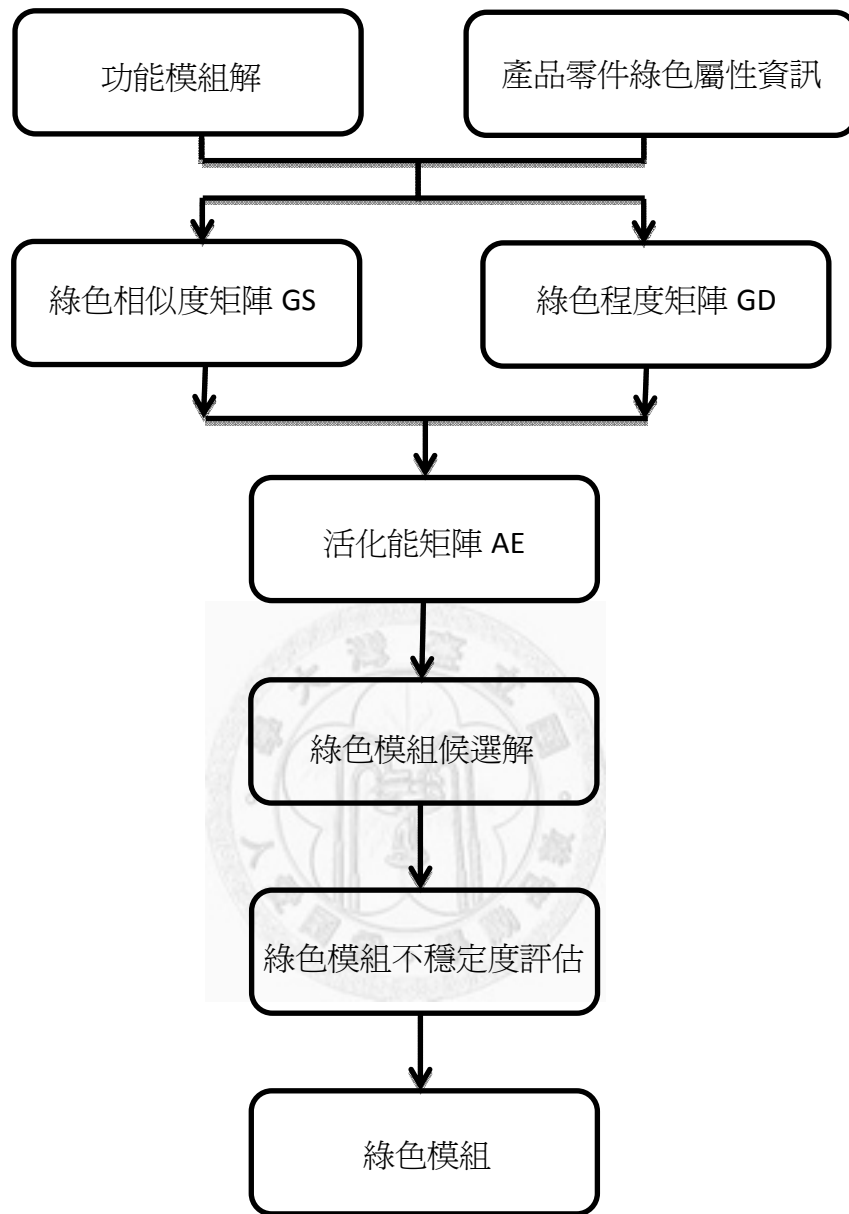 功能模組解
產品零件綠色屬性資訊
綠色相似度矩陣 GS
綠色程度矩陣 GD
活化能矩陣 AE
綠色模組候選解
綠色模組不穩定度評估
綠色模組